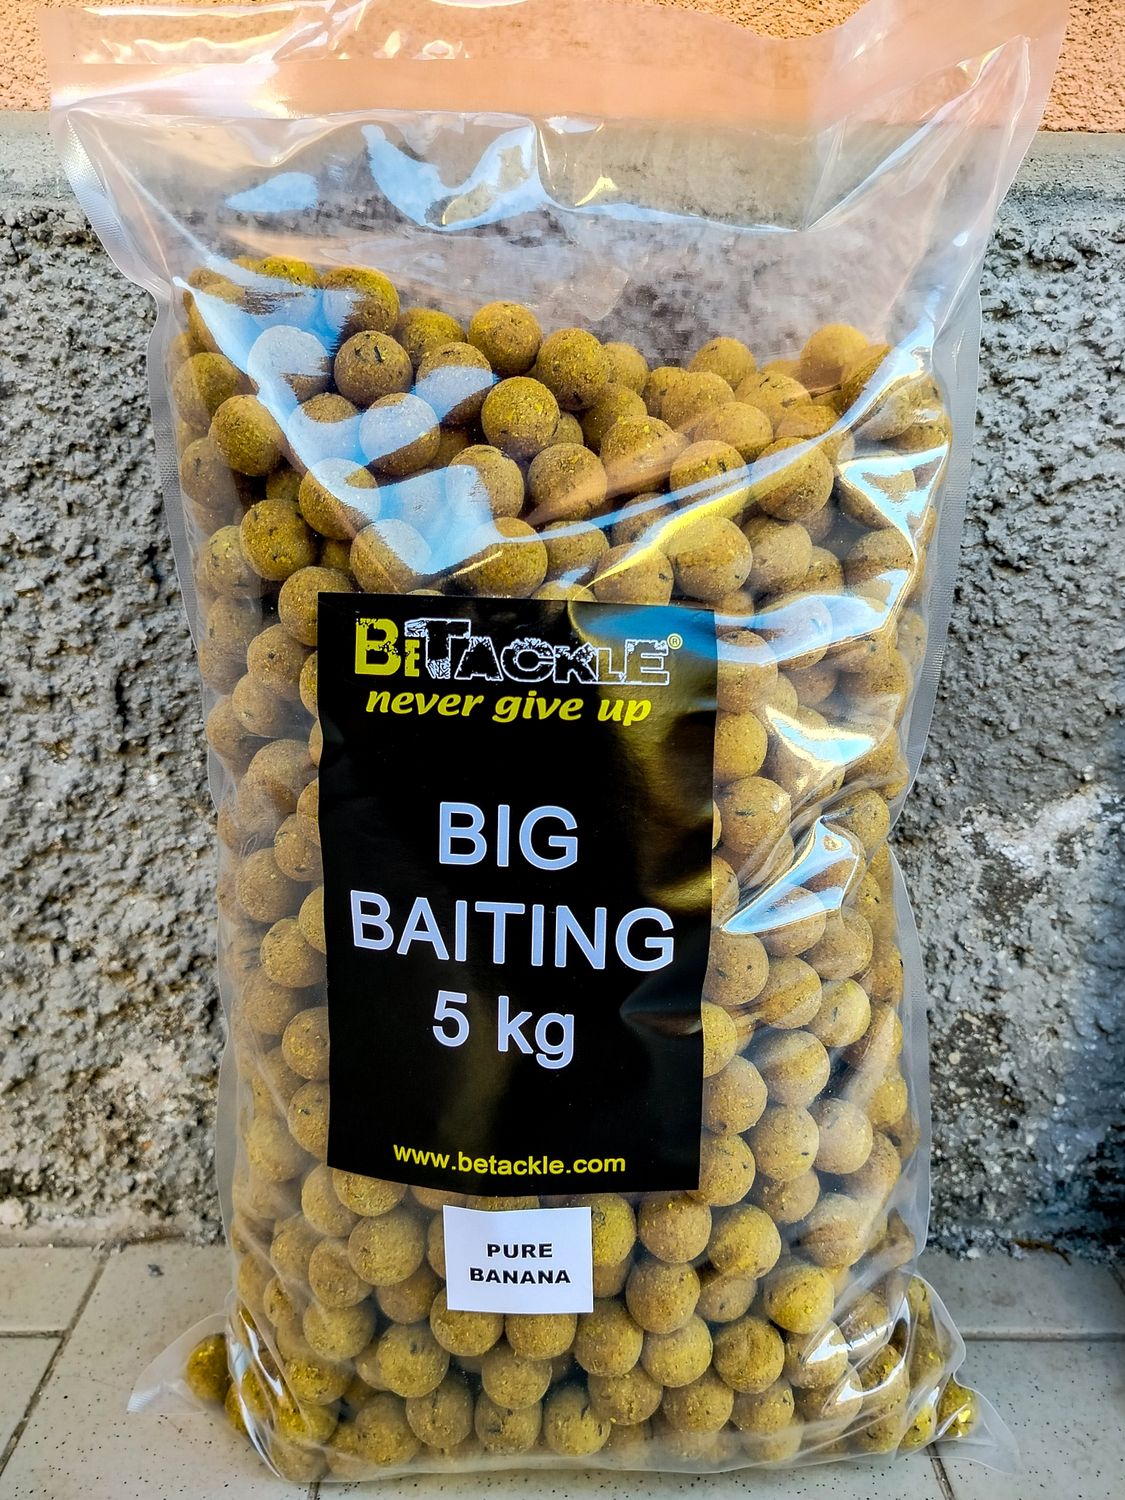 BeTackle®
never give up
BIG
BAITING
5 kg
www.betackle.com
PURE
BANANA